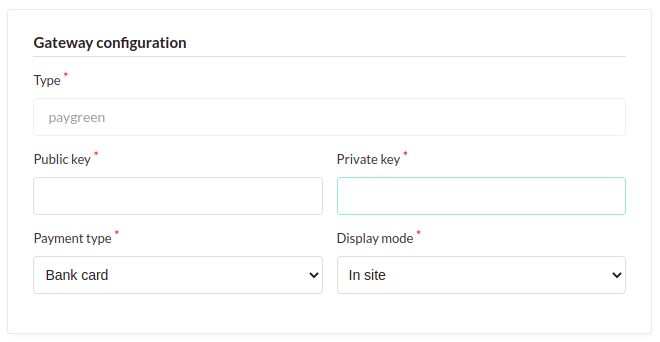 Gateway configuration
Type *
paygreen
Public key * Private key *
Payment type * Display mode *
Bank card In site